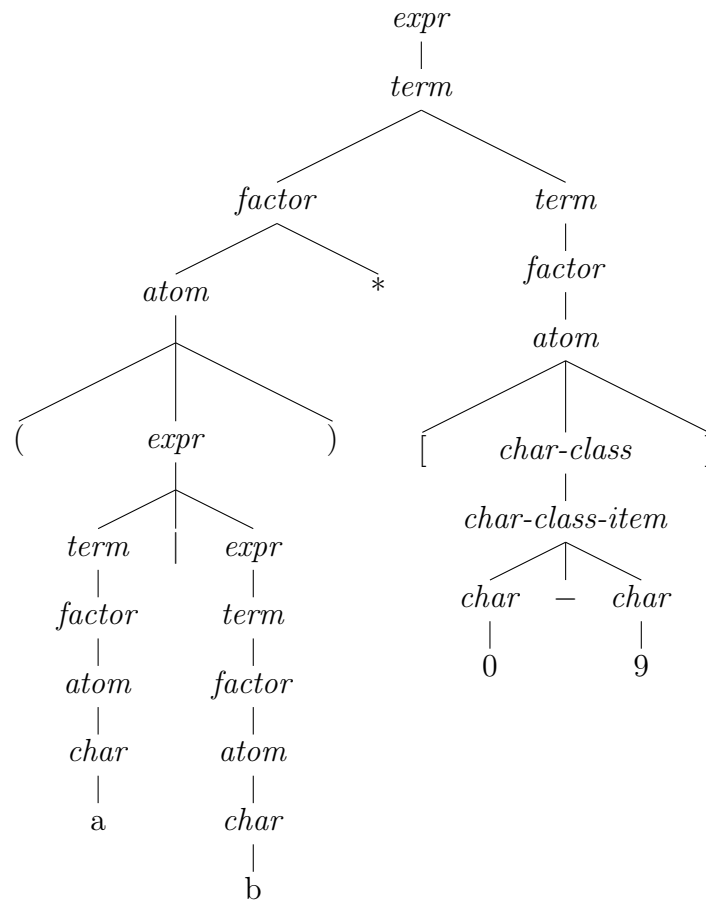 expr
term
factor term
atom * factor
atom
( expr ) [ char-class ]
char-class-item
term | expr
char − char
factor term
0 9
atom factor
char atom
a char
b